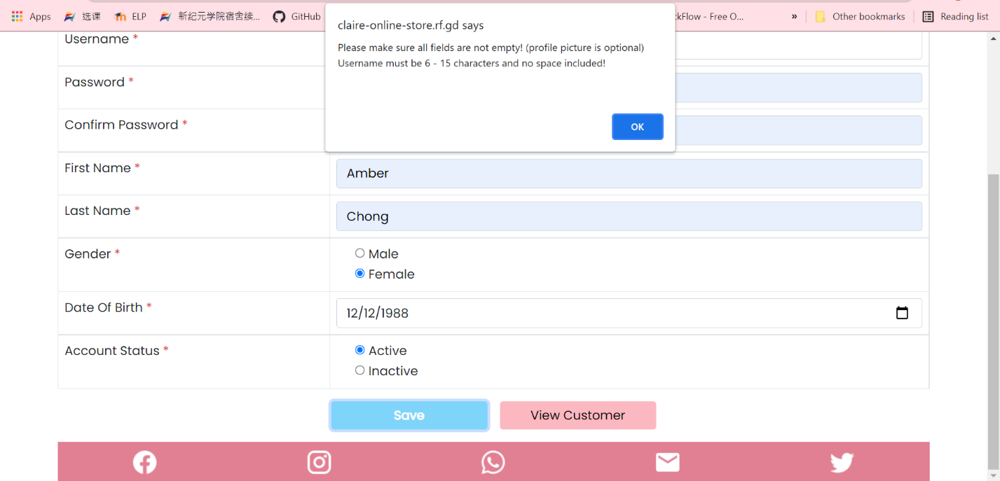 Apps 选课 ELP 新纪元学院宿舍续... GitHub ckFlow - Free O... » Other bookmarks Reading list
claire-online-store.rf.gd says
Please make sure all fields are not empty! (profile picture is optional)
Username must be 6 - 15 characters and no space included!
OK
Username *
Password *
Confirm Password *
First Name * Amber
Last Name * Chong
Gender * Male
Female
Date Of Birth * 12/12/1988
Account Status * Active
Inactive
Save View Customer